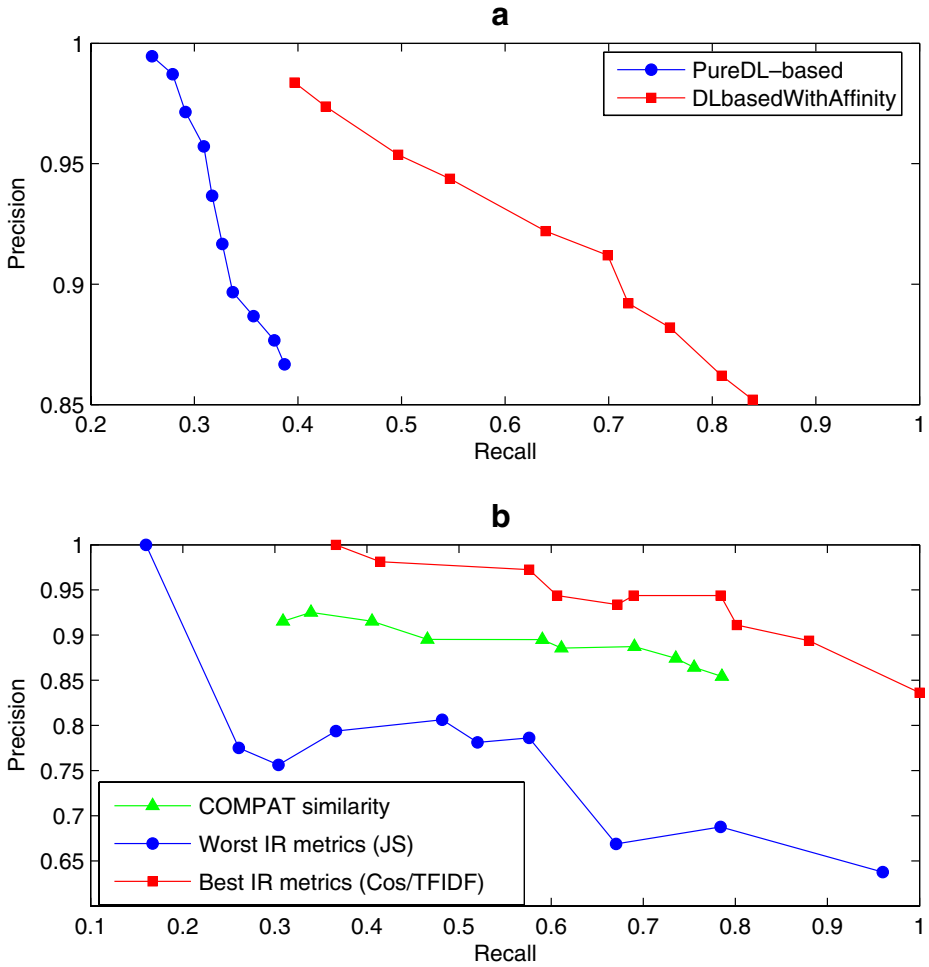 a
1
0.95
0.9
0.85
Precision
PureDL−based
DLbasedWithAffinity
0.2 0.3 0.4 0.5 0.6 0.7 0.8 0.9 1
Recall
b
1
0.95
0.9
0.85
0.8
0.75
0.7
0.65
Precision
COMPAT similarity
Worst IR metrics (JS)
Best IR metrics (Cos/TFIDF)
0.1 0.2 0.3 0.4 0.5 0.6 0.7 0.8 0.9 1
Recall